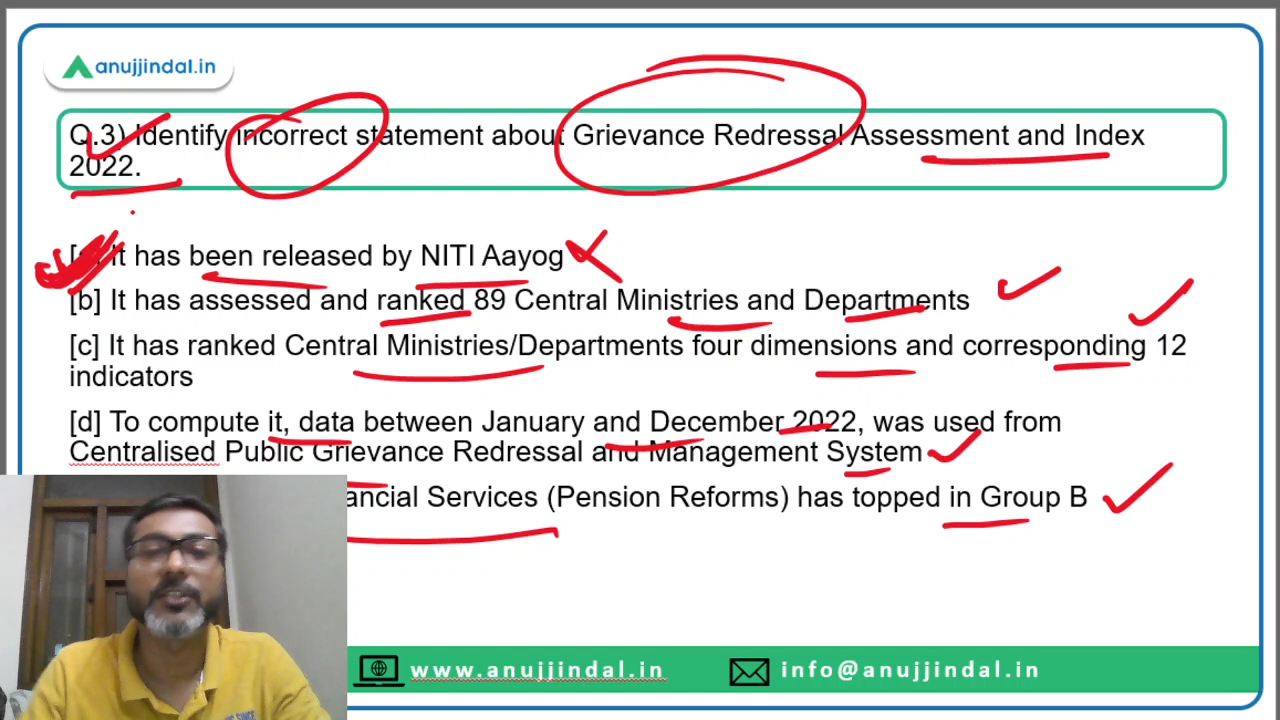 anujjindal.in
Q.3) Identify incorrect statement about Grievance Redressal Assessment and Index
2022.
It has been released by NITI Aayog
[b] It has assessed and ranked 89 Central Ministries and Departments
[c] It has ranked Central Ministries/Departments four dimensions and corresponding 12
indicators
[d] To compute it, data between January and December 2022, was used from
Centralised Public Grievance Redressal and Management System
ancial Services (Pension Reforms) has topped in Group B
www.anujjindal.in
info@anujjindal.in